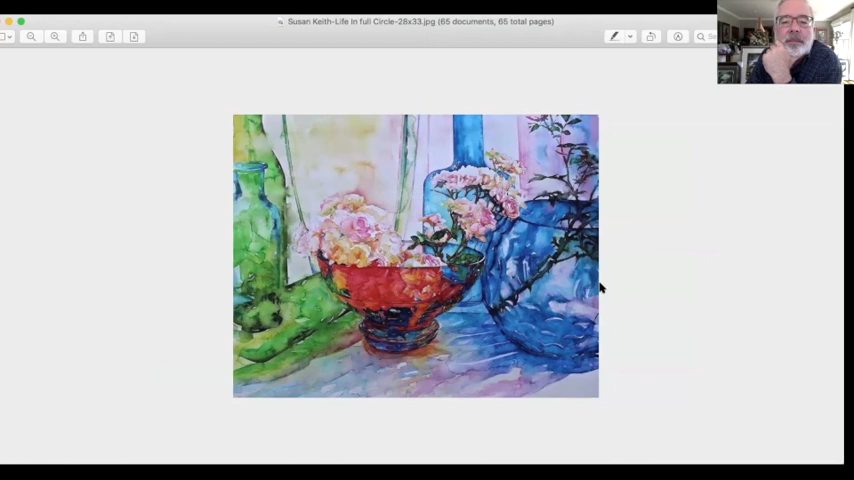 Susan Keith-Life In full Circle-28x33.jpg (65 documents, 65 total pages)